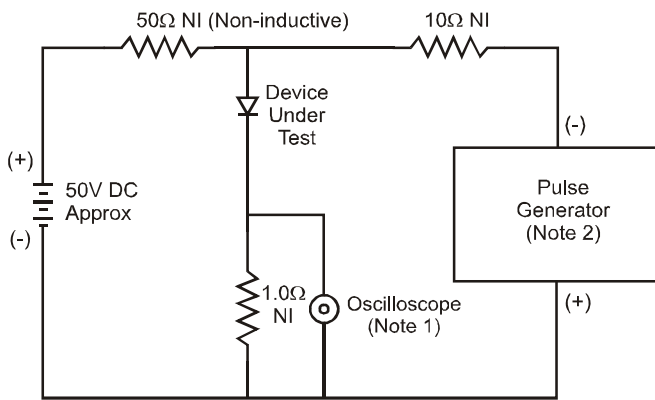 50Ω NI (Non-inductive)
10Ω NI
Device
Under
Test
(-)
(+)
50V DC
Approx
(-)
Pulse
Generator
(Note 2)
1.0Ω
NI
Oscilloscope
(Note 1)
(+)